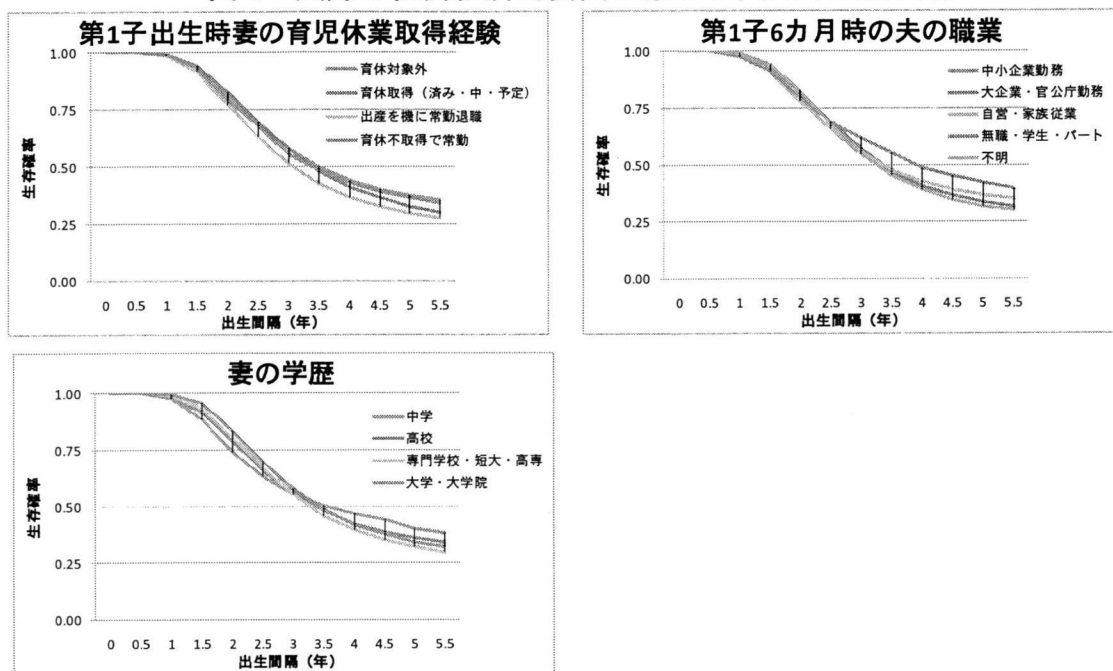 第1子出生時妻の育児休業取得経験
1.00
0.75
0.50
0.25
0.00
生存確率
育休対象外
育休取得（済み・中・予定）
出産を機に常勤退職
育休不取得で常勤
0 0.5 1 1.5 2 2.5 3 3.5 4 4.5 5 5.5
出生間隔（年）
第1子6カ月時の夫の職業
1.00
0.75
0.50
0.25
0.00
生存確率
中小企業勤務
大企業・官公庁勤務
自営・家族従業
無職・学生・パート
不明
0 0.5 1 1.5 2 2.5 3 3.5 4 4.5 5 5.5
出生間隔（年）
妻の学歴
1.00
0.75
0.50
0.25
0.00
生存確率
中学
高校
専門学校・短大・高専
大学・大学院
0 0.5 1 1.5 2 2.5 3 3.5 4 4.5 5 5.5
出生間隔（年）